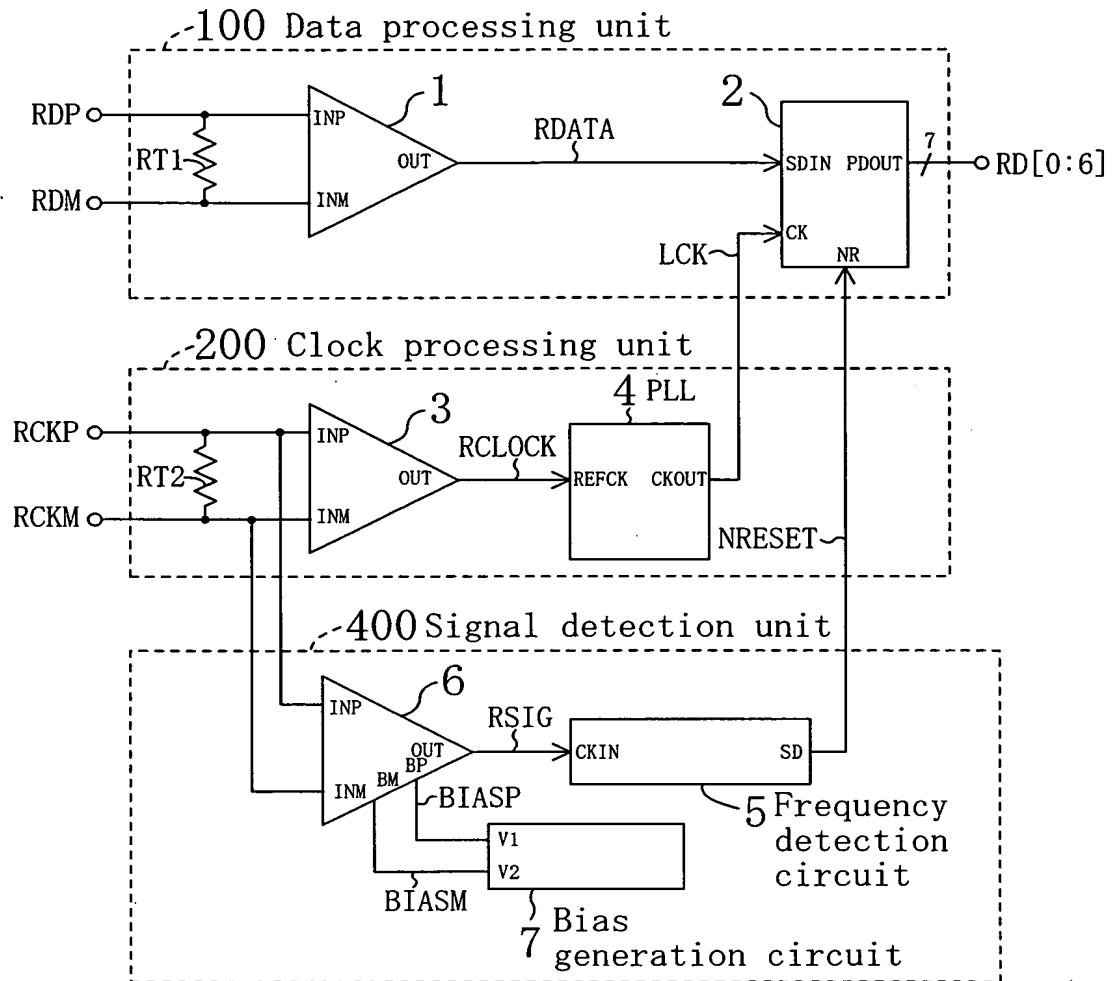 100 Data processing unit
1
2
RDP
INP
RT1
OUT
RDATA
SDIN PDOUT
7
RD[0:6]
RDM
INM
CK
LCK
NR
200 Clock processing unit
3
4 PLL
RCKP
INP
RT2
OUT
RCLOCK
REFCK CKOUT
RCKM
INM
NRESET
400 Signal detection unit
6
INP
RSIG
OUT
CKIN SD
BP
BM
INM
BIASP
5 Frequency
detection
circuit
V1
V2
BIASM
7 Bias
generation circuit